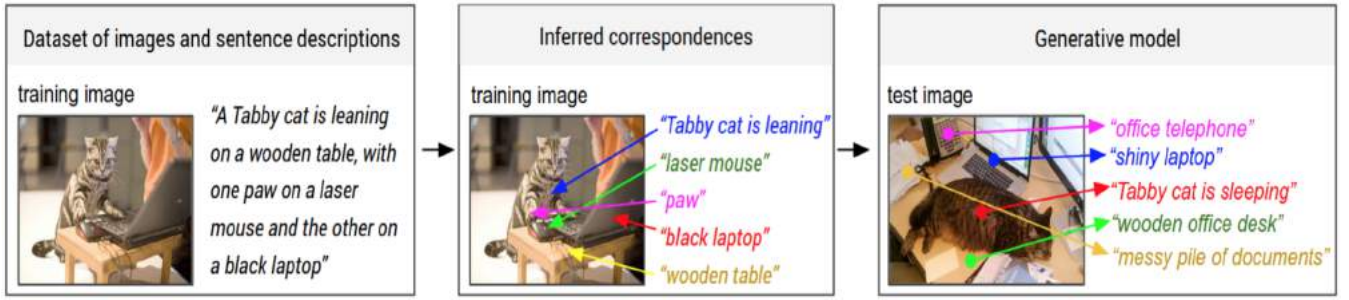 Dataset of images and sentence descriptions
training image
“A Tabby cat is leaning
on a wooden table, with
one paw on a laser
mouse and the other on
a black laptop”
Inferred correspondences
training image
“Tabby cat is leaning”
“laser mouse”
“paw”
“black laptop”
“wooden table”
Generative model
test image
“office telephone”
“shiny laptop”
“Tabby cat is sleeping”
“wooden office desk”
“messy pile of documents”